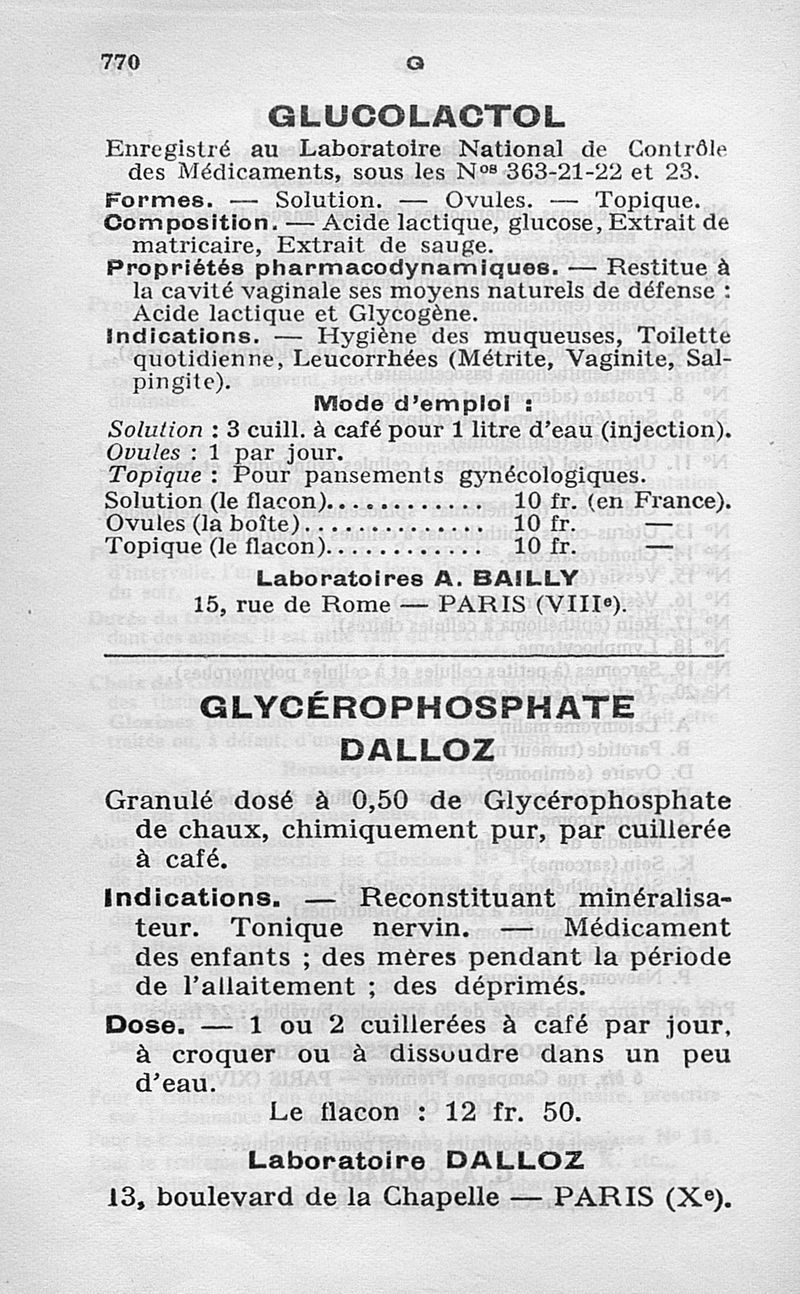 770 G
GLUCOLACTOL
Enregistré au Laboratoire National de Contrôle
des Médicaments, sous les Nos 363-21-22 et 23.
Formes. — Solution. — Ovules. — Topique.
Composition. — Acide lactique, glucose, Extrait de
matricaire, Extrait de sauge.
Propriétés pharmacodynamiques. — Restitue à
la cavité vaginale ses moyens naturels de défense :
Acide lactique et Glycogène.
Indications. — Hygiène des muqueuses, Toilette
quotidienne, Leucorrhées (Métrite, Vaginite, Sal-
pingite).
Mode d'emploi :
Solution : 3 cuill. à café pour 1 litre d'eau (injection).
Ovules : 1 par jour.
Topique : Pour pansements gynécologiques.
Solution (le flacon)............ 10 fr. (en France).
Ovules (la boîte).............. 10 fr. —
Topique (le flacon)............ 10 fr. —
Laboratoires A. BAILLY
15, rue de Rome — PARIS (VIIIe).
GLYCÉROPHOSPHATE
DALLOZ
Granulé dosé à 0,50 de Glycérophosphate
de chaux, chimiquement pur, par cuillerée
à café.
Indications. — Reconstituant minéralisa-
teur. Tonique nervin. — Médicament
des enfants ; des mères pendant la période
de l'allaitement ; des déprimés.
Dose. — 1 ou 2 cuillerées à café par jour,
à croquer ou à dissoudre dans un peu
d'eau.
Le flacon : 12 fr. 50.
Laboratoire DALLOZ
13, boulevard de la Chapelle — PARIS (Xe).